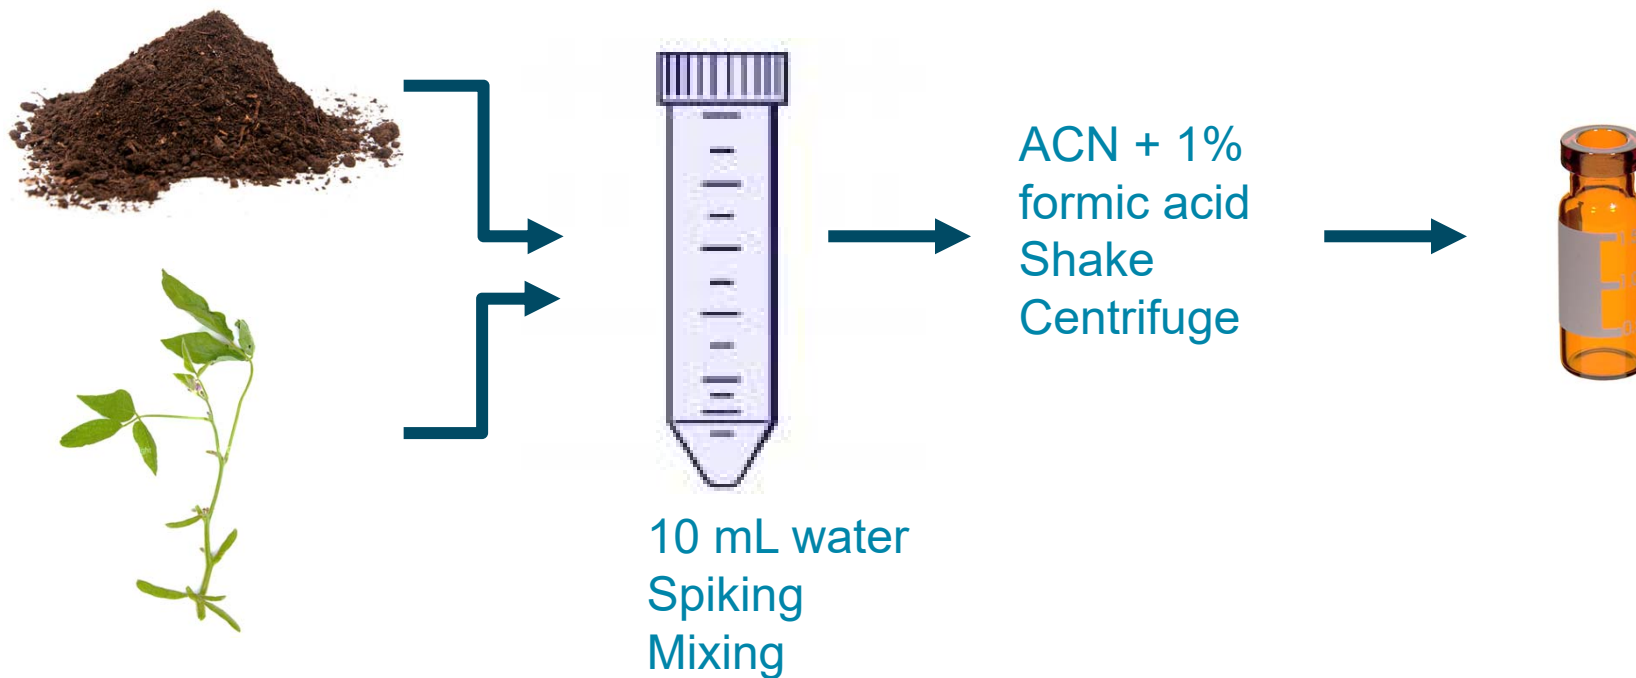 ACN + 1%
formic acid
Shake
Centrifuge
10 mL water
Spiking
Mixing